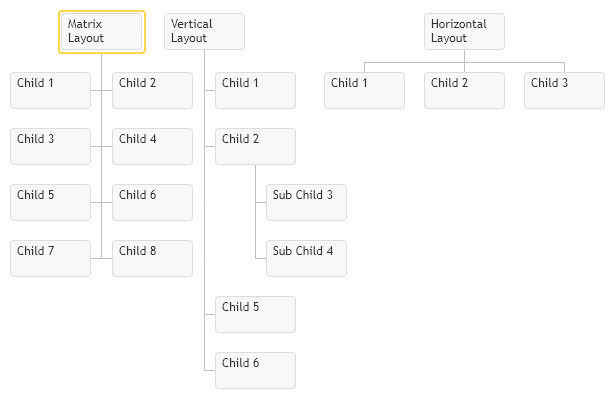 Matrix
Layout
Child 1
Child 2
Child 3
Child 4
Child 5
Child 6
Child 7
Child 8
Vertical
Layout
Child 1
Child 2
Sub Child 3
Sub Child 4
Child 5
Child 6
Horizontal
Layout
Child 1
Child 2
Child 3